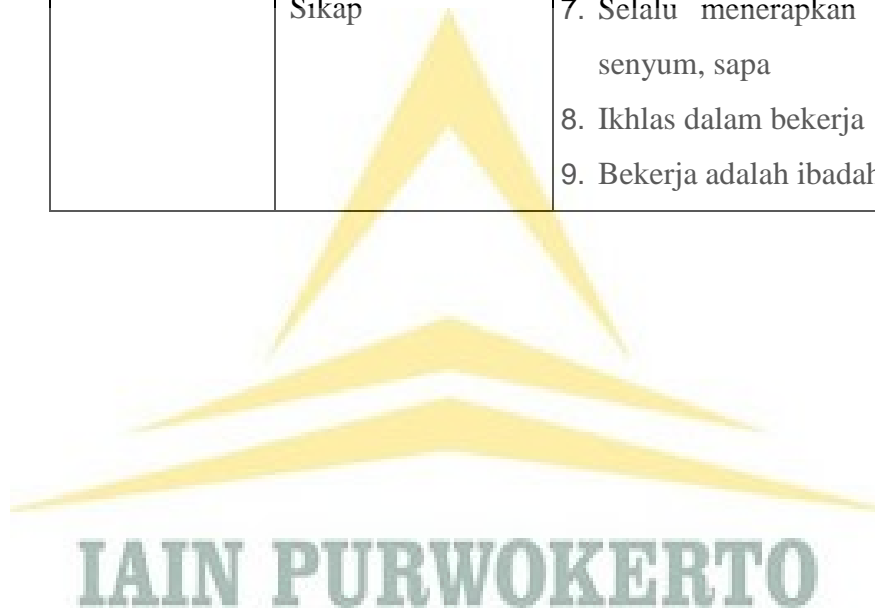 Sikap
7. Selalu menerapkan
senyum, sapa
8. Ikhlas dalam bekerja
9. Bekerja adalah ibadah
IAIN PURWOKERTO